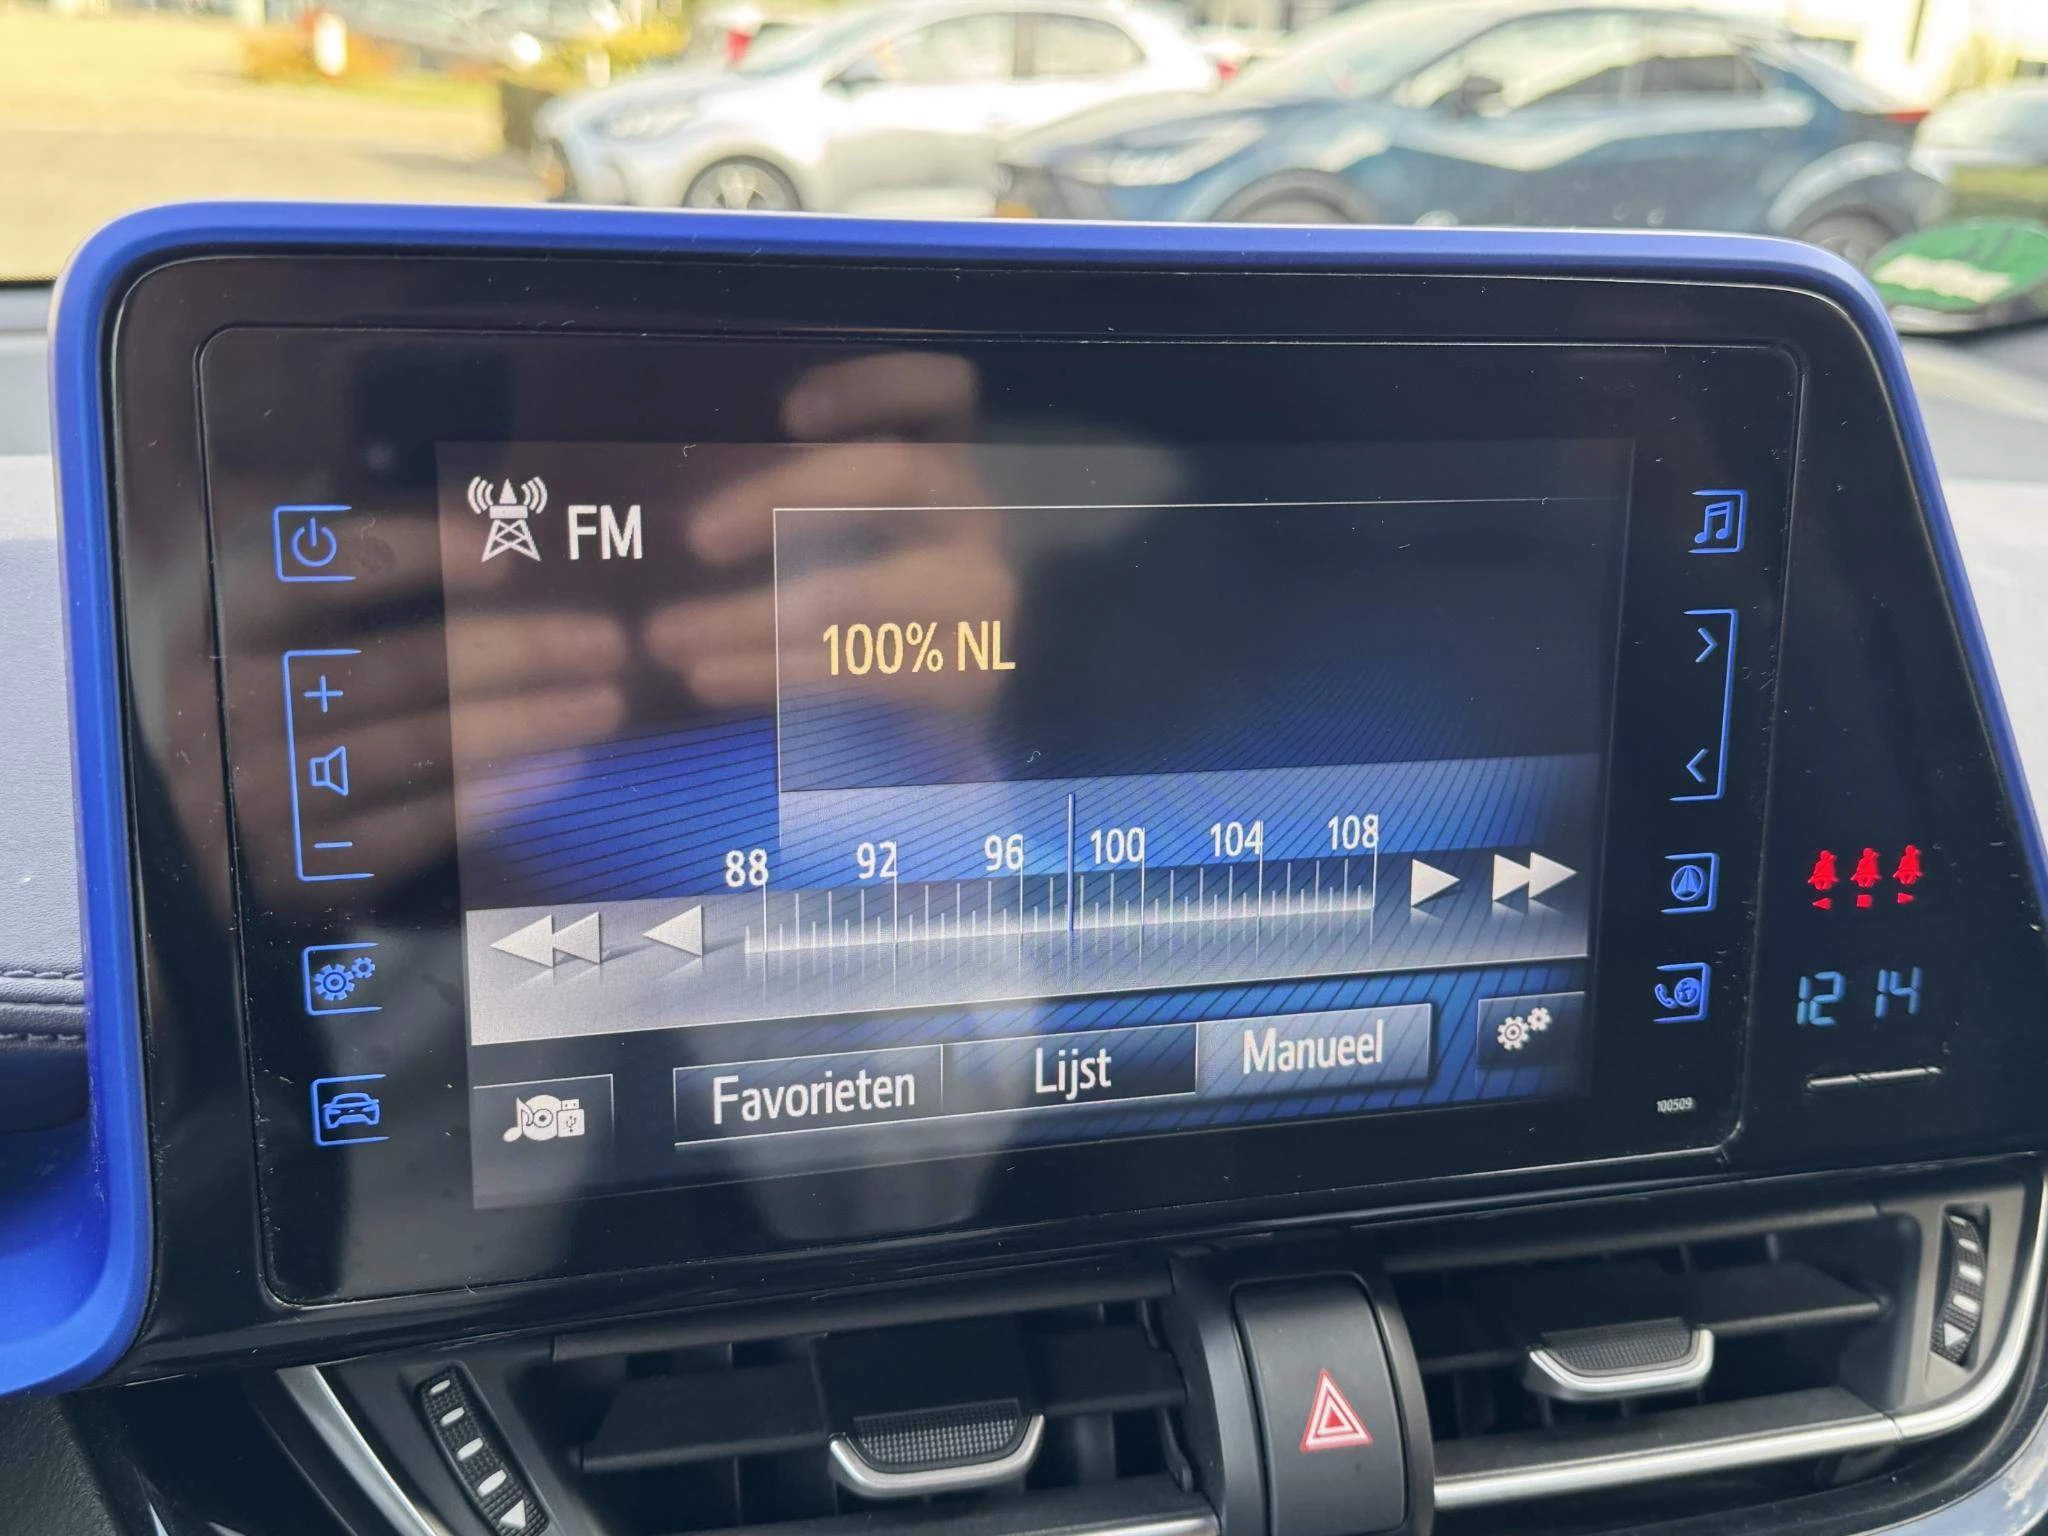 FM
100% NL
88 92 96 100 104 108
Favorieten Lijst Manueel
100509
12 14